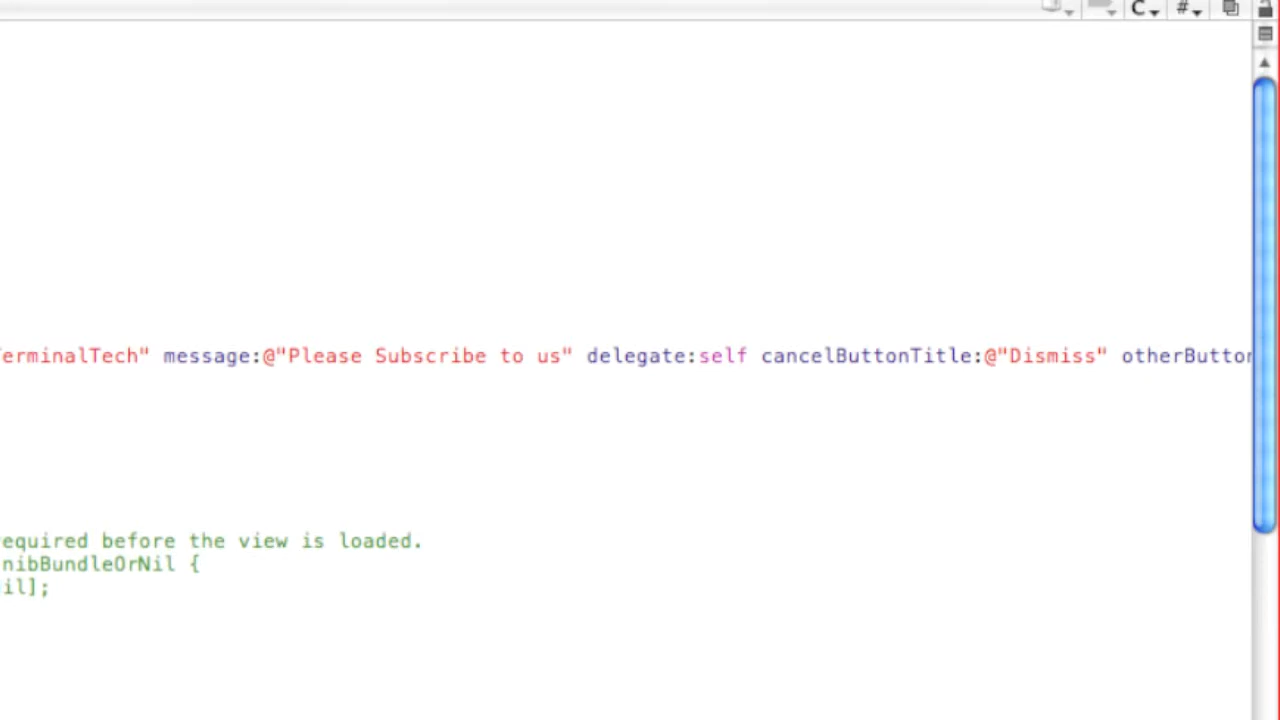 C #
erminalTech" message:@"Please Subscribe to us" delegate:self cancelButtonTitle:@"Dismiss" otherButton
equired before the view is loaded.
nibBundleOrNil {
il];